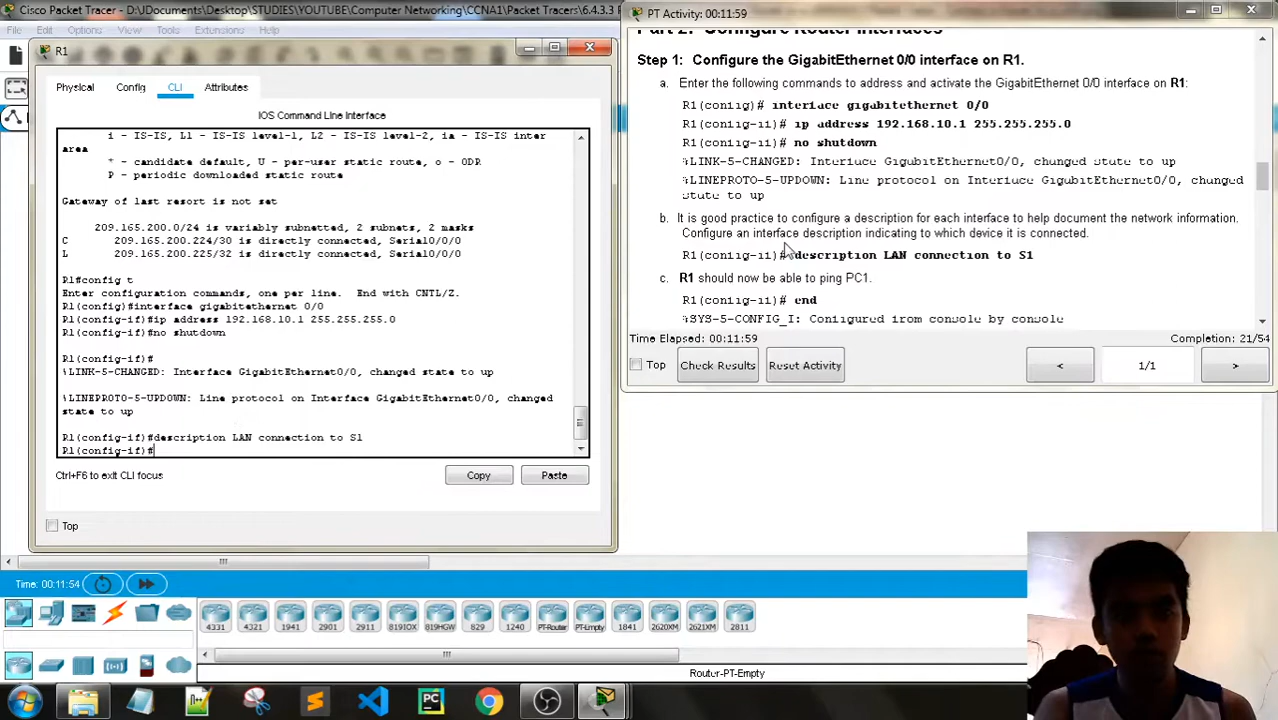 Cisco Packet Tracer - D:\JDocuments\Desktop\STUDIES\YOUTUBE\Computer Networking\CCNA1\Packet Tracers\6.4.3.3
File Edit Options View Tools Extensions Help
R1
Physical Config CLI Attributes
IOS Command Line Interface
i - IS-IS, L1 - IS-IS level-1, L2 - IS-IS level-2, ia - IS-IS inter
area
* - candidate default, U - per-user static route, o - ODR
P - periodic downloaded static route
Gateway of last resort is not set
209.165.200.0/24 is variably subnetted, 2 subnets, 2 masks
C 209.165.200.224/30 is directly connected, Serial0/0/0
L 209.165.200.225/32 is directly connected, Serial0/0/0
R1#config t
Enter configuration commands, one per line. End with CNTL/Z.
R1(config)#interface gigabitethernet 0/0
R1(config-if)#ip address 192.168.10.1 255.255.255.0
R1(config-if)#no shutdown
R1(config-if)#
%LINK-5-CHANGED: Interface GigabitEthernet0/0, changed state to up
%LINEPROTO-5-UPDOWN: Line protocol on Interface GigabitEthernet0/0, changed
state to up
R1(config-if)#description LAN connection to S1
R1(config-if)#
Ctrl+F6 to exit CLI focus
Copy Paste
Top
PT Activity: 00:11:59
Part 2: Configure Router Interfaces
Step 1: Configure the GigabitEthernet 0/0 interface on R1.
a. Enter the following commands to address and activate the GigabitEthernet 0/0 interface on R1:
R1(config)# interface gigabitethernet 0/0
R1(config-if)# ip address 192.168.10.1 255.255.255.0
R1(config-if)# no shutdown
%LINK-5-CHANGED: Interface GigabitEthernet0/0, changed state to up
%LINEPROTO-5-UPDOWN: Line protocol on Interface GigabitEthernet0/0, changed
state to up
b. It is good practice to configure a description for each interface to help document the network information.
Configure an interface description indicating to which device it is connected.
R1(config-if)# description LAN connection to S1
c. R1 should now be able to ping PC1.
R1(config-if)# end
%SYS-5-CONFIG_I: Configured from console by console
Time Elapsed: 00:11:59 Completion: 21/54
Top Check Results Reset Activity < 1/1 >
Time: 00:11:54
4331 4321 1941 2901 2911 819IOX 819HGW 829 1240 PT-Router PT-Empty 1841 2620XM 2621XM 2811
Router-PT-Empty